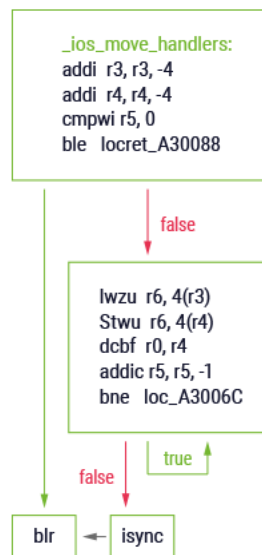 _ios_move_handlers:
addi r3, r3, -4
addi r4, r4, -4
cmpwi r5, 0
ble locret_A30088
false
lwzu r6, 4(r3)
Stwu r6, 4(r4)
dcbf r0, r4
addic r5, r5, -1
bne loc_A3006C
true
false
blr
isync